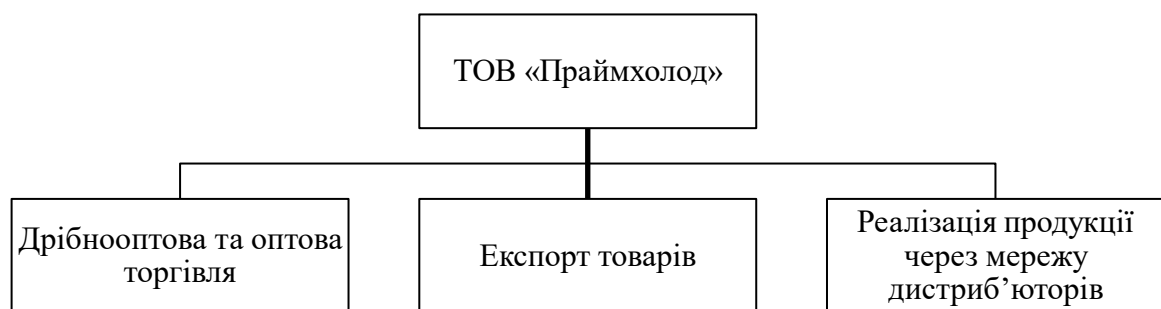 ТОВ «Праймхолод»
Дрібнооптова та оптова
торгівля
Експорт товарів
Реалізація продукції
через мережу
дистриб’юторів